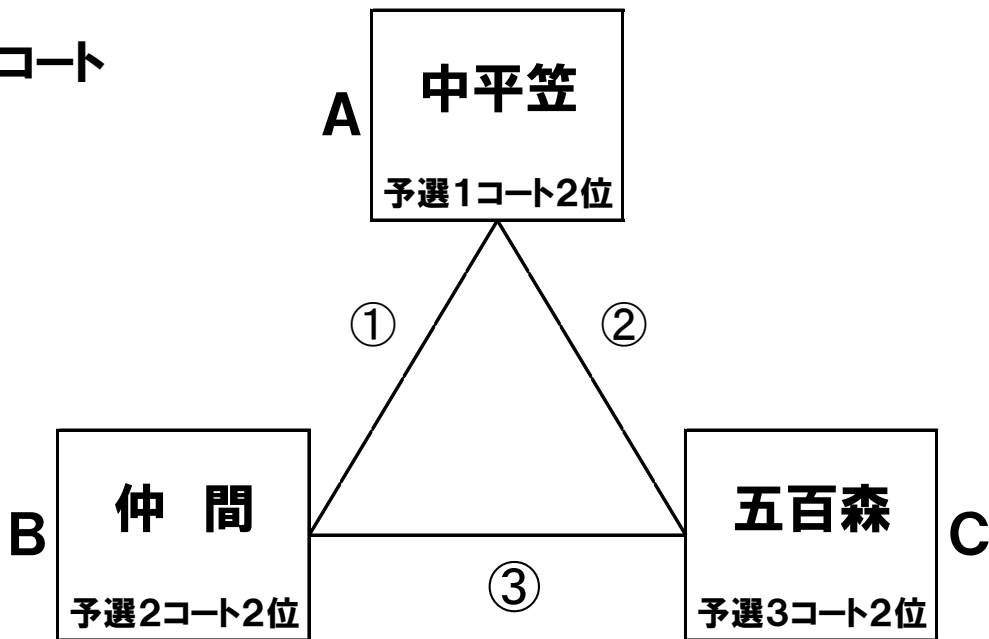 コート
A
中平笠
予選1コート2位
①
②
B
仲　間
予選2コート2位
五百森
予選3コート2位
C
③